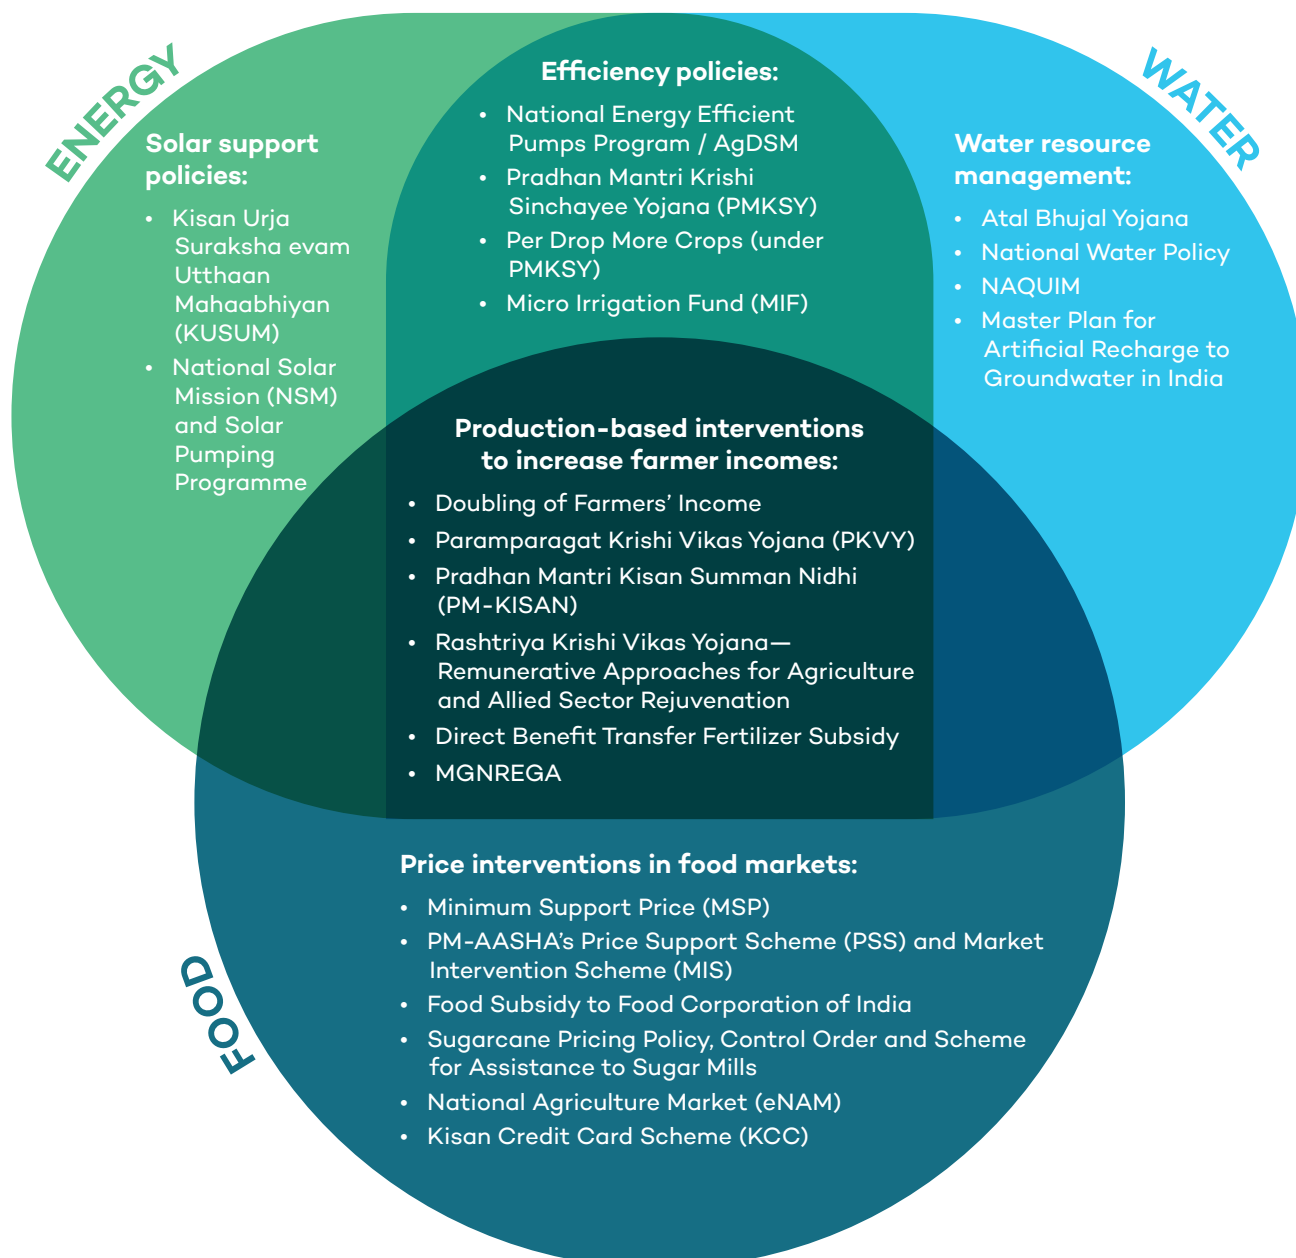 ENERGY
Solar support
policies:
• Kisan Urja
Suraksha evam
Utthaan
Mahaabhiyan
(KUSUM)
• National Solar
Mission (NSM)
and Solar
Pumping
Programme
Efficiency policies:
• National Energy Efficient
Pumps Program / AgDSM
• Pradhan Mantri Krishi
Sinchayee Yojana (PMKSY)
• Per Drop More Crops (under
PMKSY)
• Micro Irrigation Fund (MIF)
WATER
Water resource
management:
• Atal Bhujal Yojana
• National Water Policy
• NAQUIM
• Master Plan for
Artificial Recharge to
Groundwater in India
Production-based interventions
to increase farmer incomes:
• Doubling of Farmers’ Income
• Paramparagat Krishi Vikas Yojana (PKVY)
• Pradhan Mantri Kisan Summan Nidhi
(PM-KISAN)
• Rashtriya Krishi Vikas Yojana—
Remunerative Approaches for Agriculture
and Allied Sector Rejuvenation
• Direct Benefit Transfer Fertilizer Subsidy
• MGNREGA
FOOD
Price interventions in food markets:
• Minimum Support Price (MSP)
• PM-AASHA’s Price Support Scheme (PSS) and Market
Intervention Scheme (MIS)
• Food Subsidy to Food Corporation of India
• Sugarcane Pricing Policy, Control Order and Scheme
for Assistance to Sugar Mills
• National Agriculture Market (eNAM)
• Kisan Credit Card Scheme (KCC)